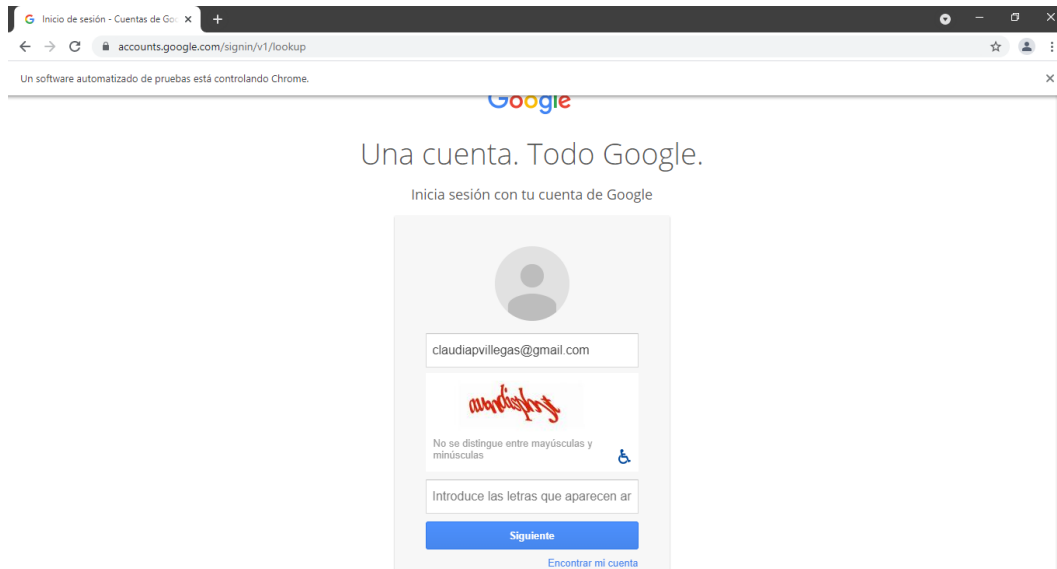 Inicio de sesión - Cuentas de Goo
accounts.google.com/signin/v1/lookup
Un software automatizado de pruebas está controlando Chrome.
Google
Una cuenta. Todo Google.
Inicia sesión con tu cuenta de Google
claudiapvillegas@gmail.com
No se distingue entre mayúsculas y
minúsculas
Introduce las letras que aparecen ar
Siguiente
Encontrar mi cuenta